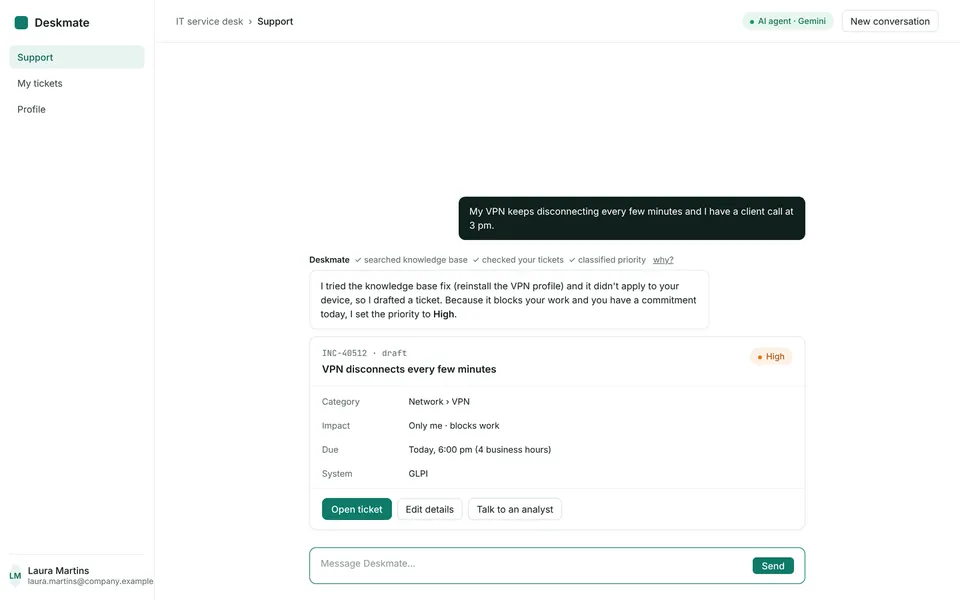 Deskmate
Support
My tickets
Profile
IT service desk › Support
AI agent · Gemini
New conversation
My VPN keeps disconnecting every few minutes and I have a client call at
3 pm.
Deskmate ✓ searched knowledge base ✓ checked your tickets ✓ classified priority why?
I tried the knowledge base fix (reinstall the VPN profile) and it didn't apply to your
device, so I drafted a ticket. Because it blocks your work and you have a commitment
today, I set the priority to High.
INC-40512 · draft
High
VPN disconnects every few minutes
Category Network › VPN
Impact Only me · blocks work
Due Today, 6:00 pm (4 business hours)
System GLPI
Open ticket Edit details Talk to an analyst
Message Deskmate...
Send
LM
Laura Martins
laura.martins@company.example